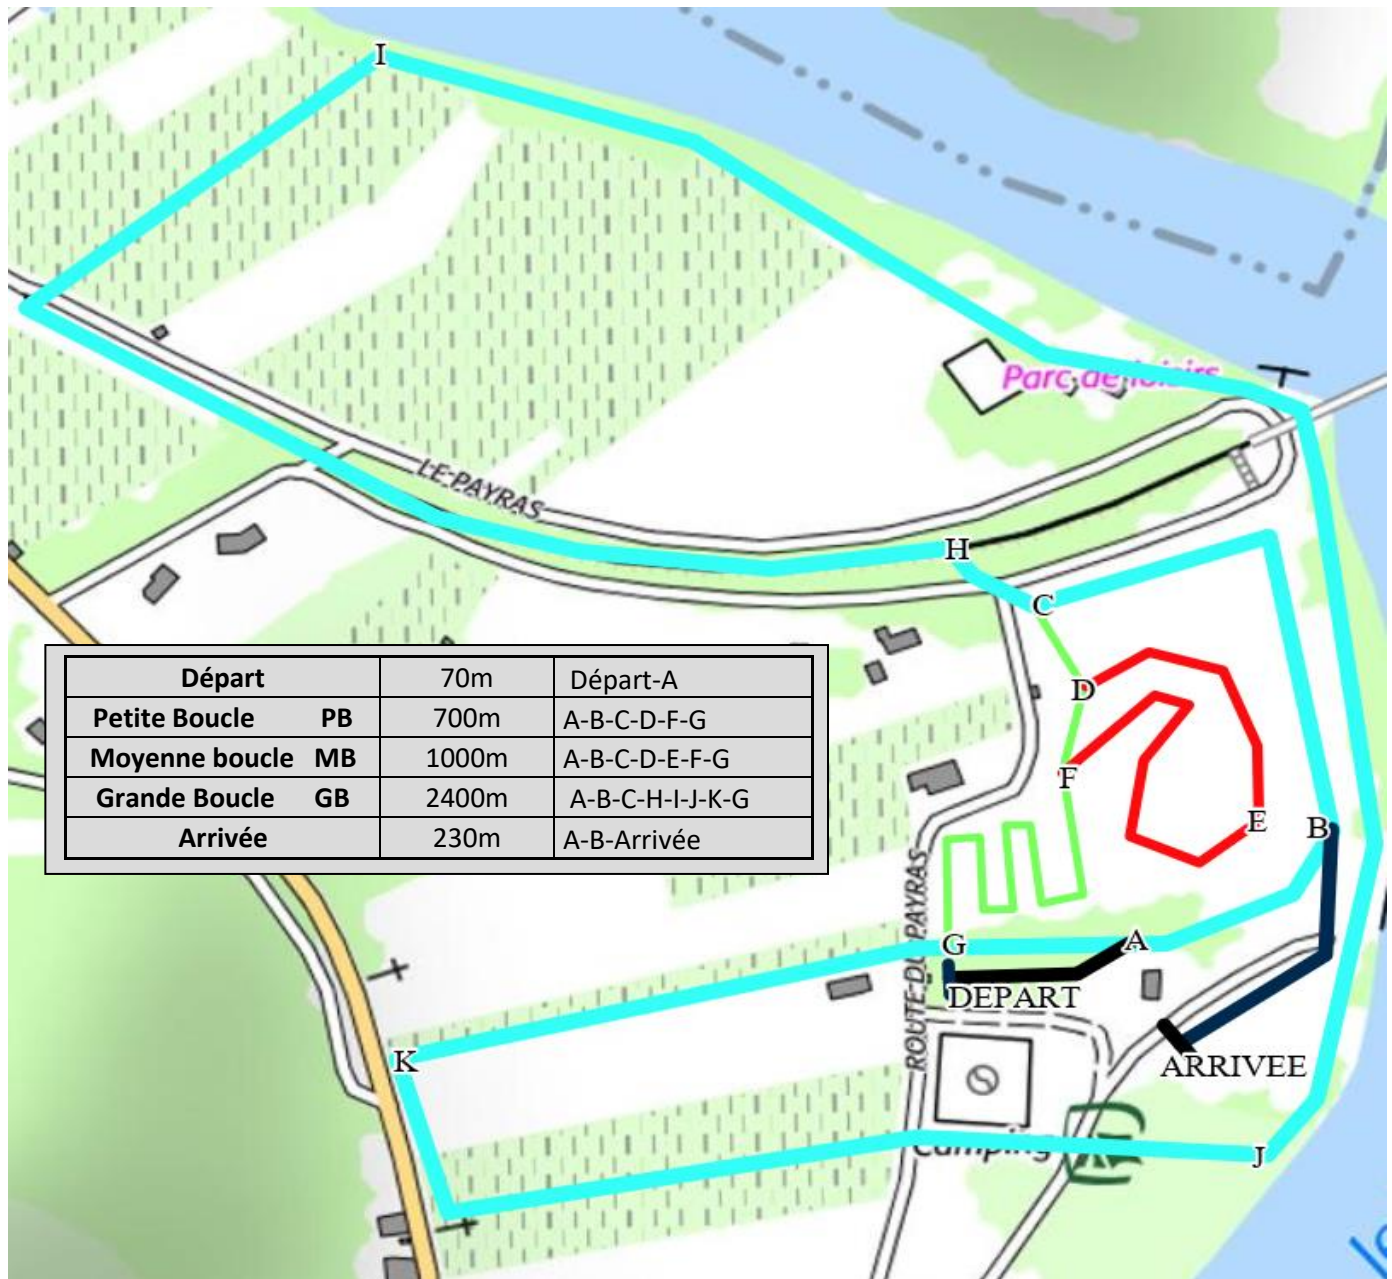 I
Parc de loisirs
LE PAYRAS
H
C
Départ 70m Départ-A
Petite Boucle PB 700m A-B-C-D-F-G
Moyenne boucle MB 1000m A-B-C-D-E-F-G
Grande Boucle GB 2400m A-B-C-H-I-J-K-G
Arrivée 230m A-B-Arrivée
D
F
E
B
G
A
DEPART
ROUTE DU PAYRAS
K
ARRIVEE
Camping
J